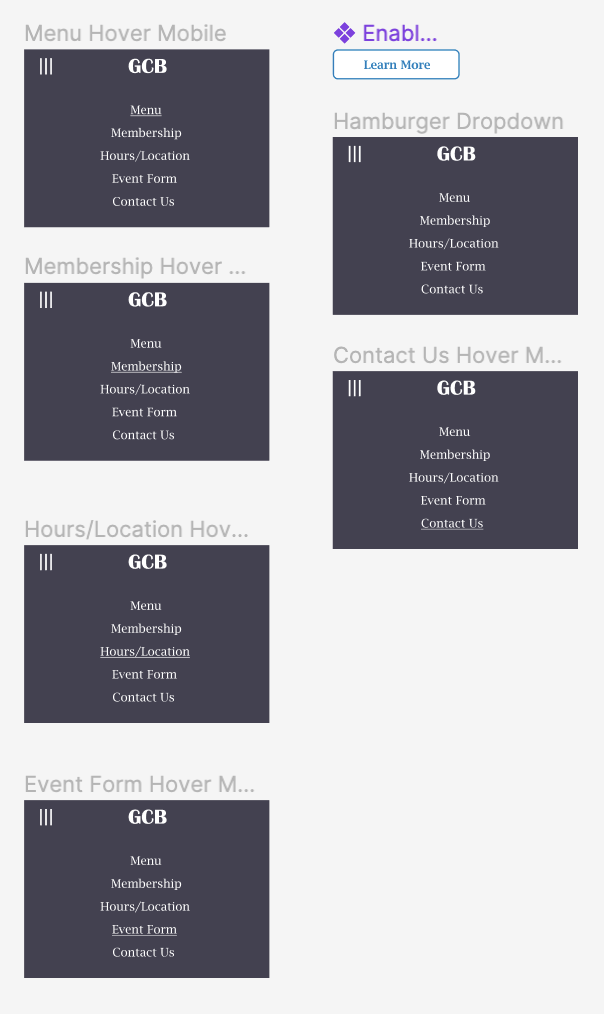 Menu Hover Mobile
GCB
Menu
Membership
Hours/Location
Event Form
Contact Us
Membership Hover ...
GCB
Menu
Membership
Hours/Location
Event Form
Contact Us
Hours/Location Hov...
GCB
Menu
Membership
Hours/Location
Event Form
Contact Us
Event Form Hover M...
GCB
Menu
Membership
Hours/Location
Event Form
Contact Us
Enabl...
Learn More
Hamburger Dropdown
GCB
Menu
Membership
Hours/Location
Event Form
Contact Us
Contact Us Hover M...
GCB
Menu
Membership
Hours/Location
Event Form
Contact Us